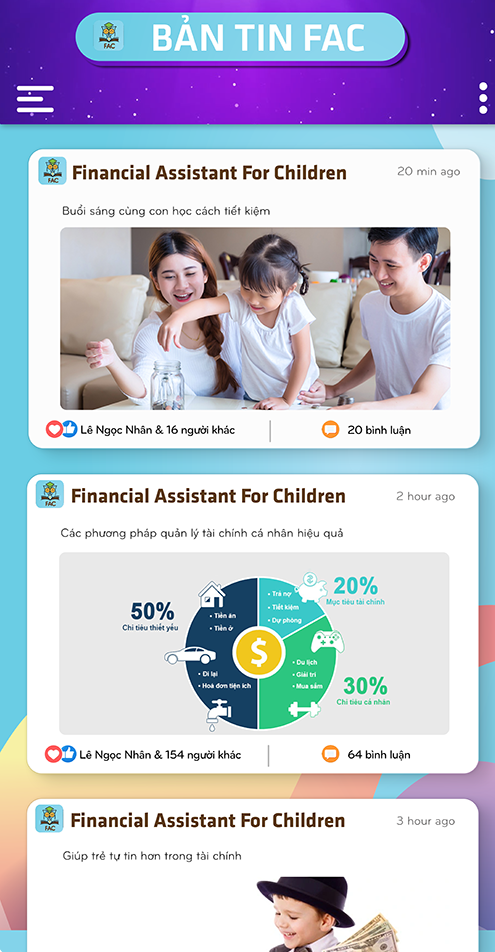 FAC
BẢN TIN FAC
FAC
Financial Assistant For Children
20 min ago
Buổi sáng cùng con học cách tiết kiệm
Lê Ngọc Nhân & 16 người khác
20 bình luận
FAC
Financial Assistant For Children
2 hour ago
Các phương pháp quản lý tài chính cá nhân hiệu quả
50%
Chi tiêu thiết yếu
• Tiền ăn
• Tiền ở
• Đi lại
• Hoá đơn tiện ích
• Trả nợ
• Tiết kiệm
• Dự phòng
20%
Mục tiêu tài chính
$
$
• Du lịch
• Giải trí
• Mua sắm
30%
Chi tiêu cá nhân
Lê Ngọc Nhân & 154 người khác
64 bình luận
FAC
Financial Assistant For Children
3 hour ago
Giúp trẻ tự tin hơn trong tài chính